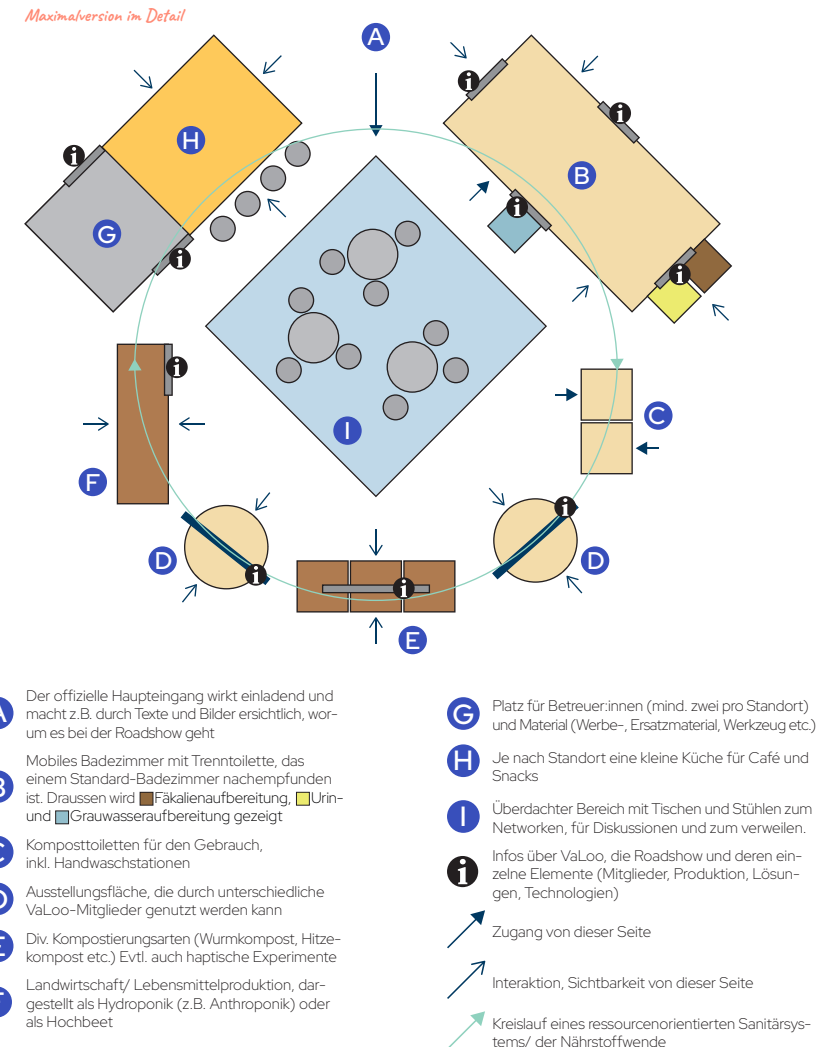 Maximalversion im Detail
A
H
i
B
i
i
G
i
i
i
i
C
I
F
i
D
i
D
i
E
A
Der offizielle Haupteingang wirkt einladend und
macht z.B. durch Texte und Bilder ersichtlich, wor-
um es bei der Roadshow geht
B
Mobiles Badezimmer mit Trenntoilette, das
einem Standard-Badezimmer nachempfunden
ist. Draussen wird Fäkalienaufbereitung, Urin-
und Grauwasseraufbereitung gezeigt
C
Komposttoiletten für den Gebrauch,
inkl. Handwaschstationen
D
Ausstellungsfläche, die durch unterschiedliche
VaLoo-Mitglieder genutzt werden kann
E
Div. Kompostierungsarten (Wurmkompost, Hitze-
kompost etc.) Evtl. auch haptische Experimente
F
Landwirtschaft/ Lebensmittelproduktion, dar-
gestellt als Hydroponik (z.B. Anthroponik) oder
als Hochbeet
G
Platz für Betreuer:innen (mind. zwei pro Standort)
und Material (Werbe-, Ersatzmaterial, Werkzeug etc.)
H
Je nach Standort eine kleine Küche für Café und
Snacks
I
Überdachter Bereich mit Tischen und Stühlen zum
Networken, für Diskussionen und zum verweilen.
i
Infos über VaLoo, die Roadshow und deren ein-
zelne Elemente (Mitglieder, Produktion, Lösun-
gen, Technologien)
Zugang von dieser Seite
Interaktion, Sichtbarkeit von dieser Seite
Kreislauf eines ressourcenorientierten Sanitärsys-
tems/ der Nährstoffwende